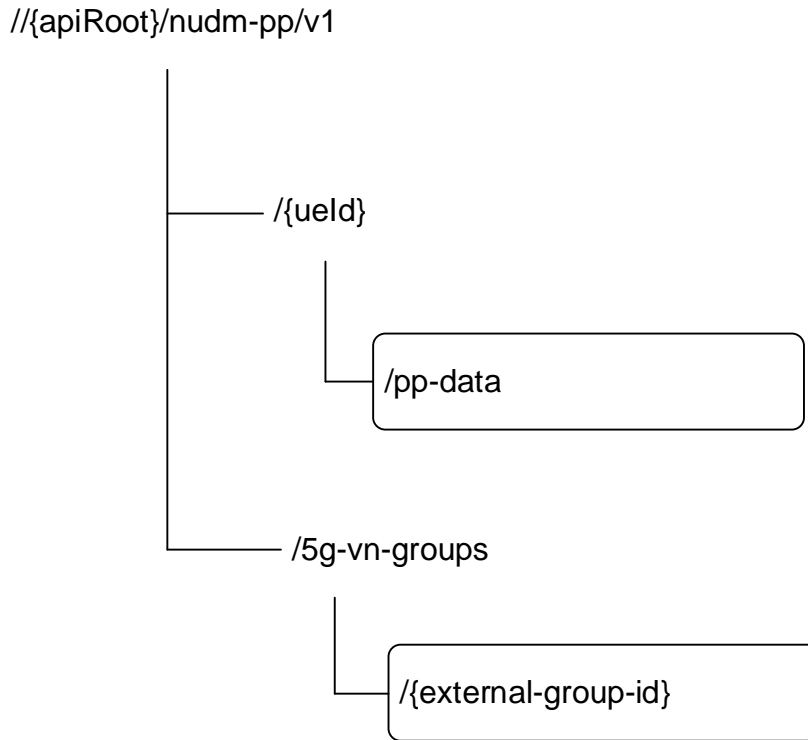 //{apiRoot}/nudm-pp/v1
/{ueId}
/pp-data
/5g-vn-groups
/{external-group-id}